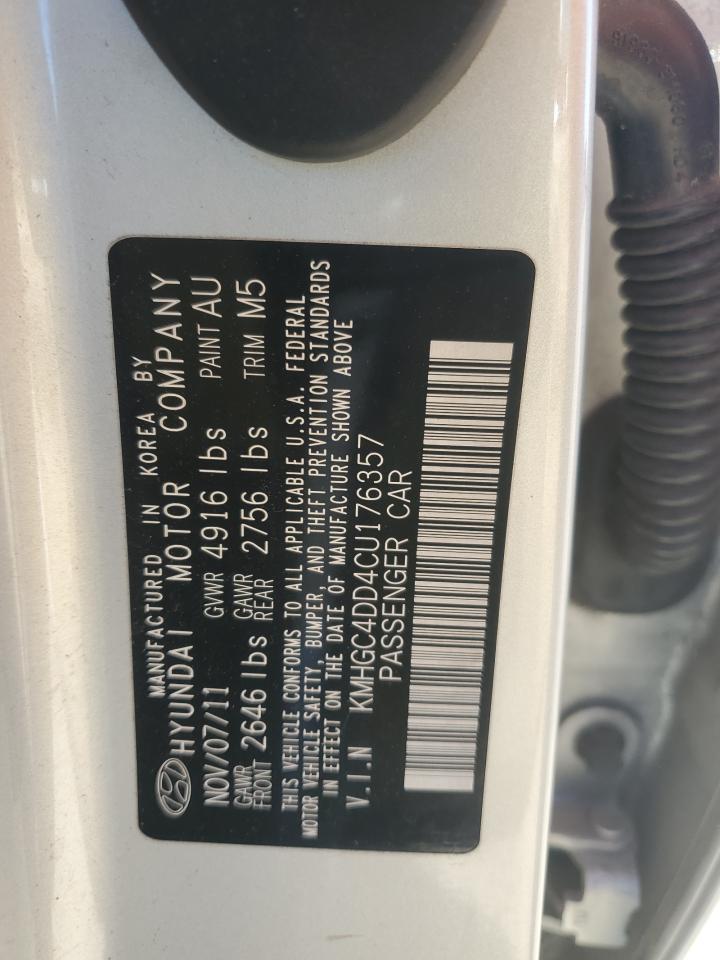 MANUFACTURED IN KOREA BY
HYUNDAI MOTOR COMPANY
NOV/07/11 GVWR 4916 lbs PAINT AU
GAWR FRONT 2646 lbs GAWR REAR 2756 lbs TRIM M5
THIS VEHICLE CONFORMS TO ALL APPLICABLE U.S.A. FEDERAL
MOTOR VEHICLE SAFETY, BUMPER, AND THEFT PREVENTION STANDARDS
IN EFFECT ON THE DATE OF MANUFACTURE SHOWN ABOVE
V.I.N KMHGC4DD4CU176357
PASSENGER CAR